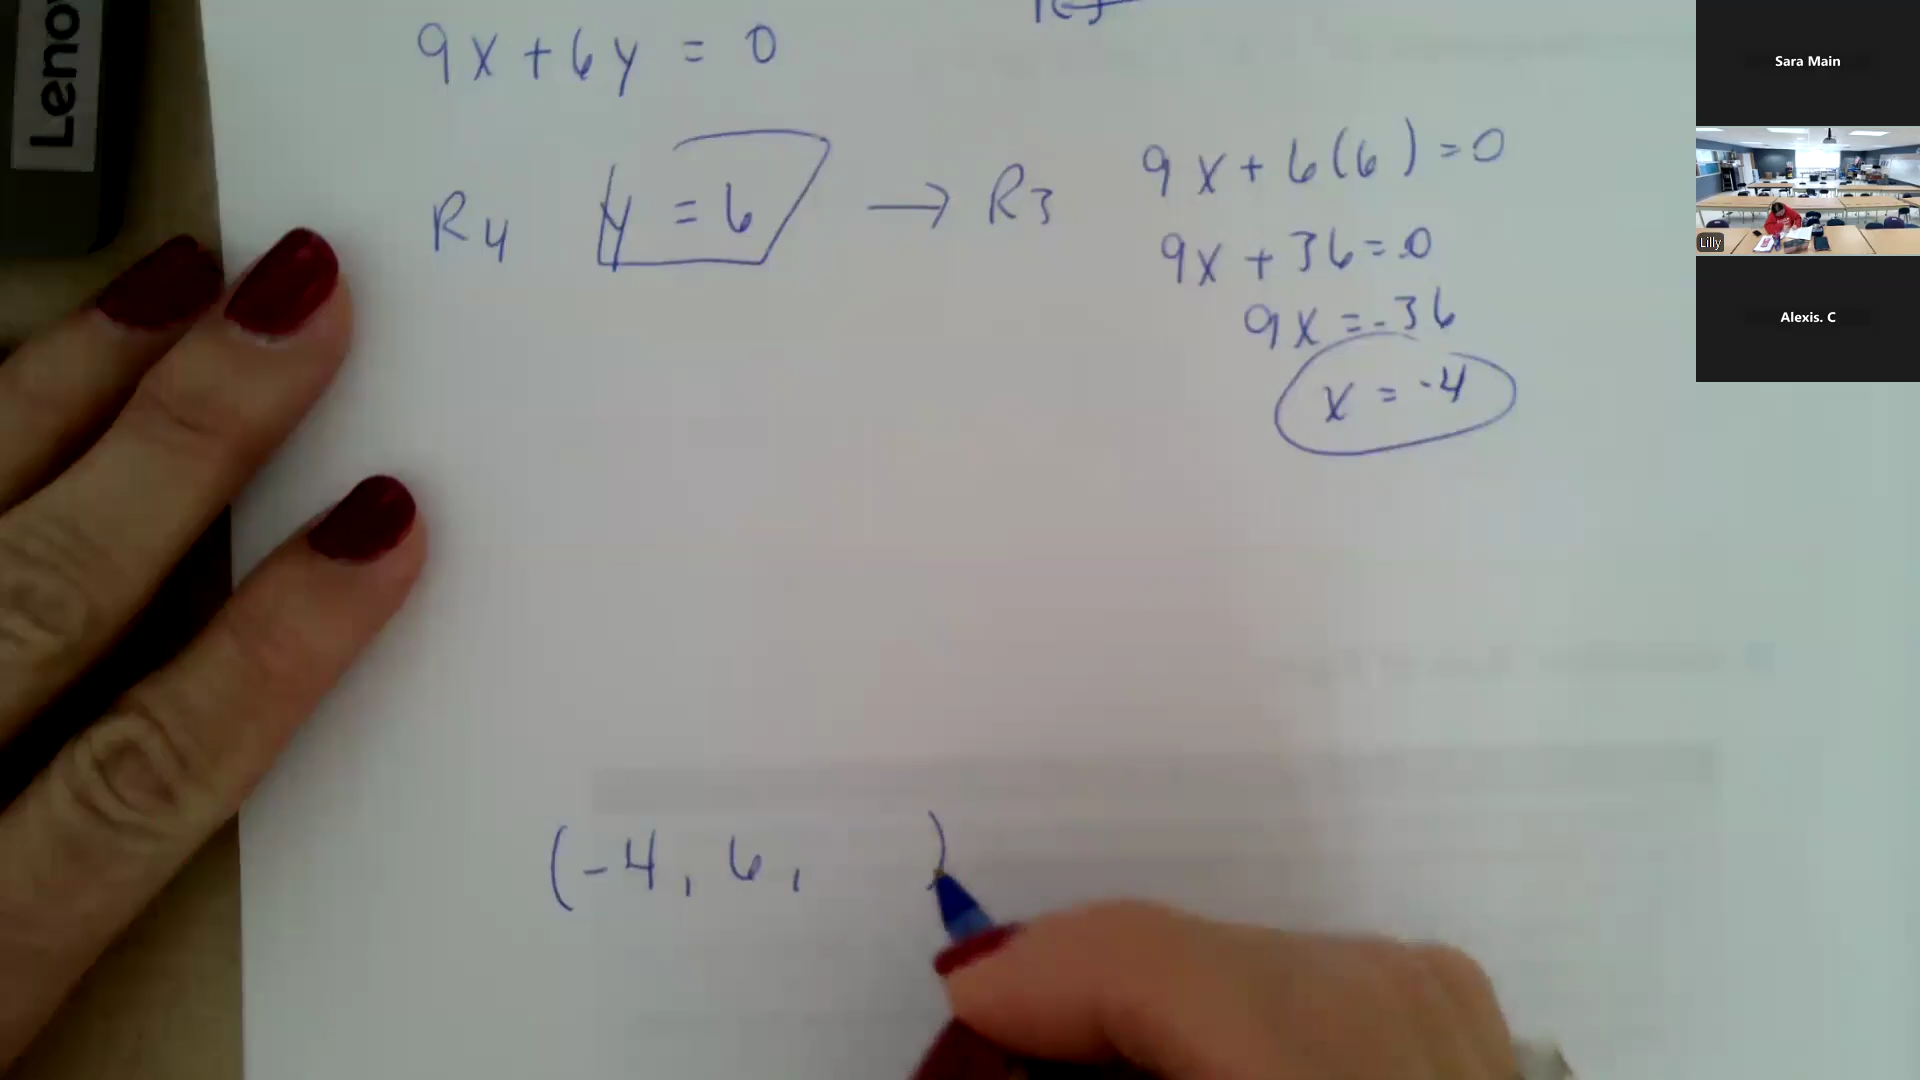 Leno
9x + 6y = 0
R4 y = 6 → R3
9x + 6(6) = 0
9x + 36 = 0
9x = -36
x = -4
(-4, 6, )
Sara Main
Lilly
Alexis. C